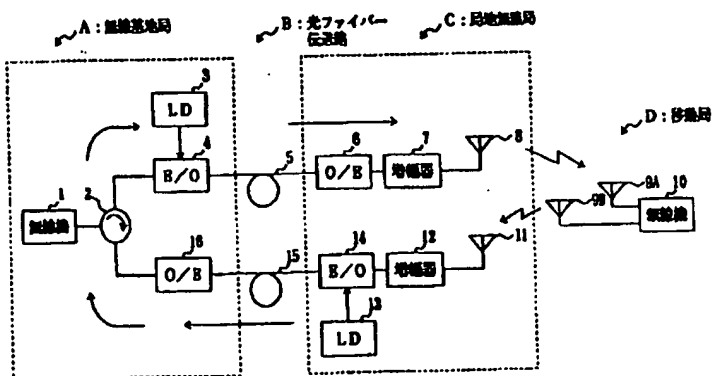 A：無線基地局
B：光ファイバー
伝送路
C：局地無線局
D：移動局
3
LD
4
E/O
5
O/E
6
増幅器
7
8
1
無線機
2
9A
9B
10
無線機
11
16
O/E
15
14
E/O
12
増幅器
13
LD